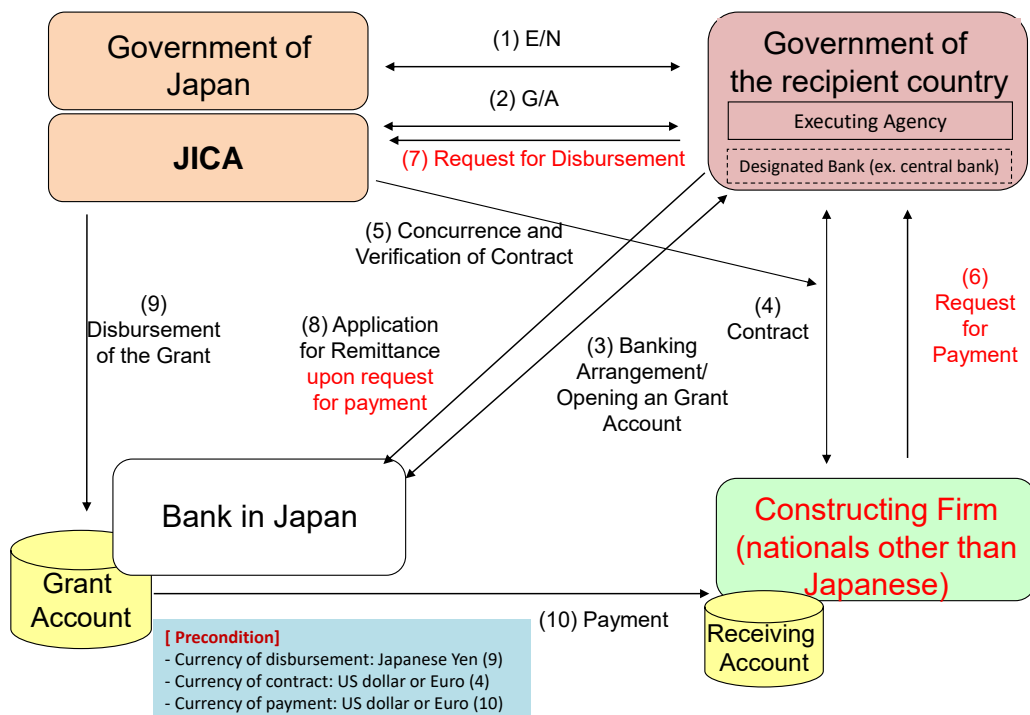 Government of
Japan
JICA
(1) E/N
(2) G/A
(7) Request for Disbursement
Government of
the recipient country
Executing Agency
Designated Bank (ex. central bank)
(5) Concurrence and
Verification of Contract
(9)
Disbursement
of the Grant
(8) Application
for Remittance
upon request
for payment
(3) Banking
Arrangement/
Opening an Grant
Account
(4)
Contract
(6)
Request
for
Payment
Bank in Japan
Grant
Account
Constructing Firm
(nationals other than
Japanese)
Receiving
Account
(10) Payment
[ Precondition]
- Currency of disbursement: Japanese Yen (9)
- Currency of contract: US dollar or Euro (4)
- Currency of payment: US dollar or Euro (10)